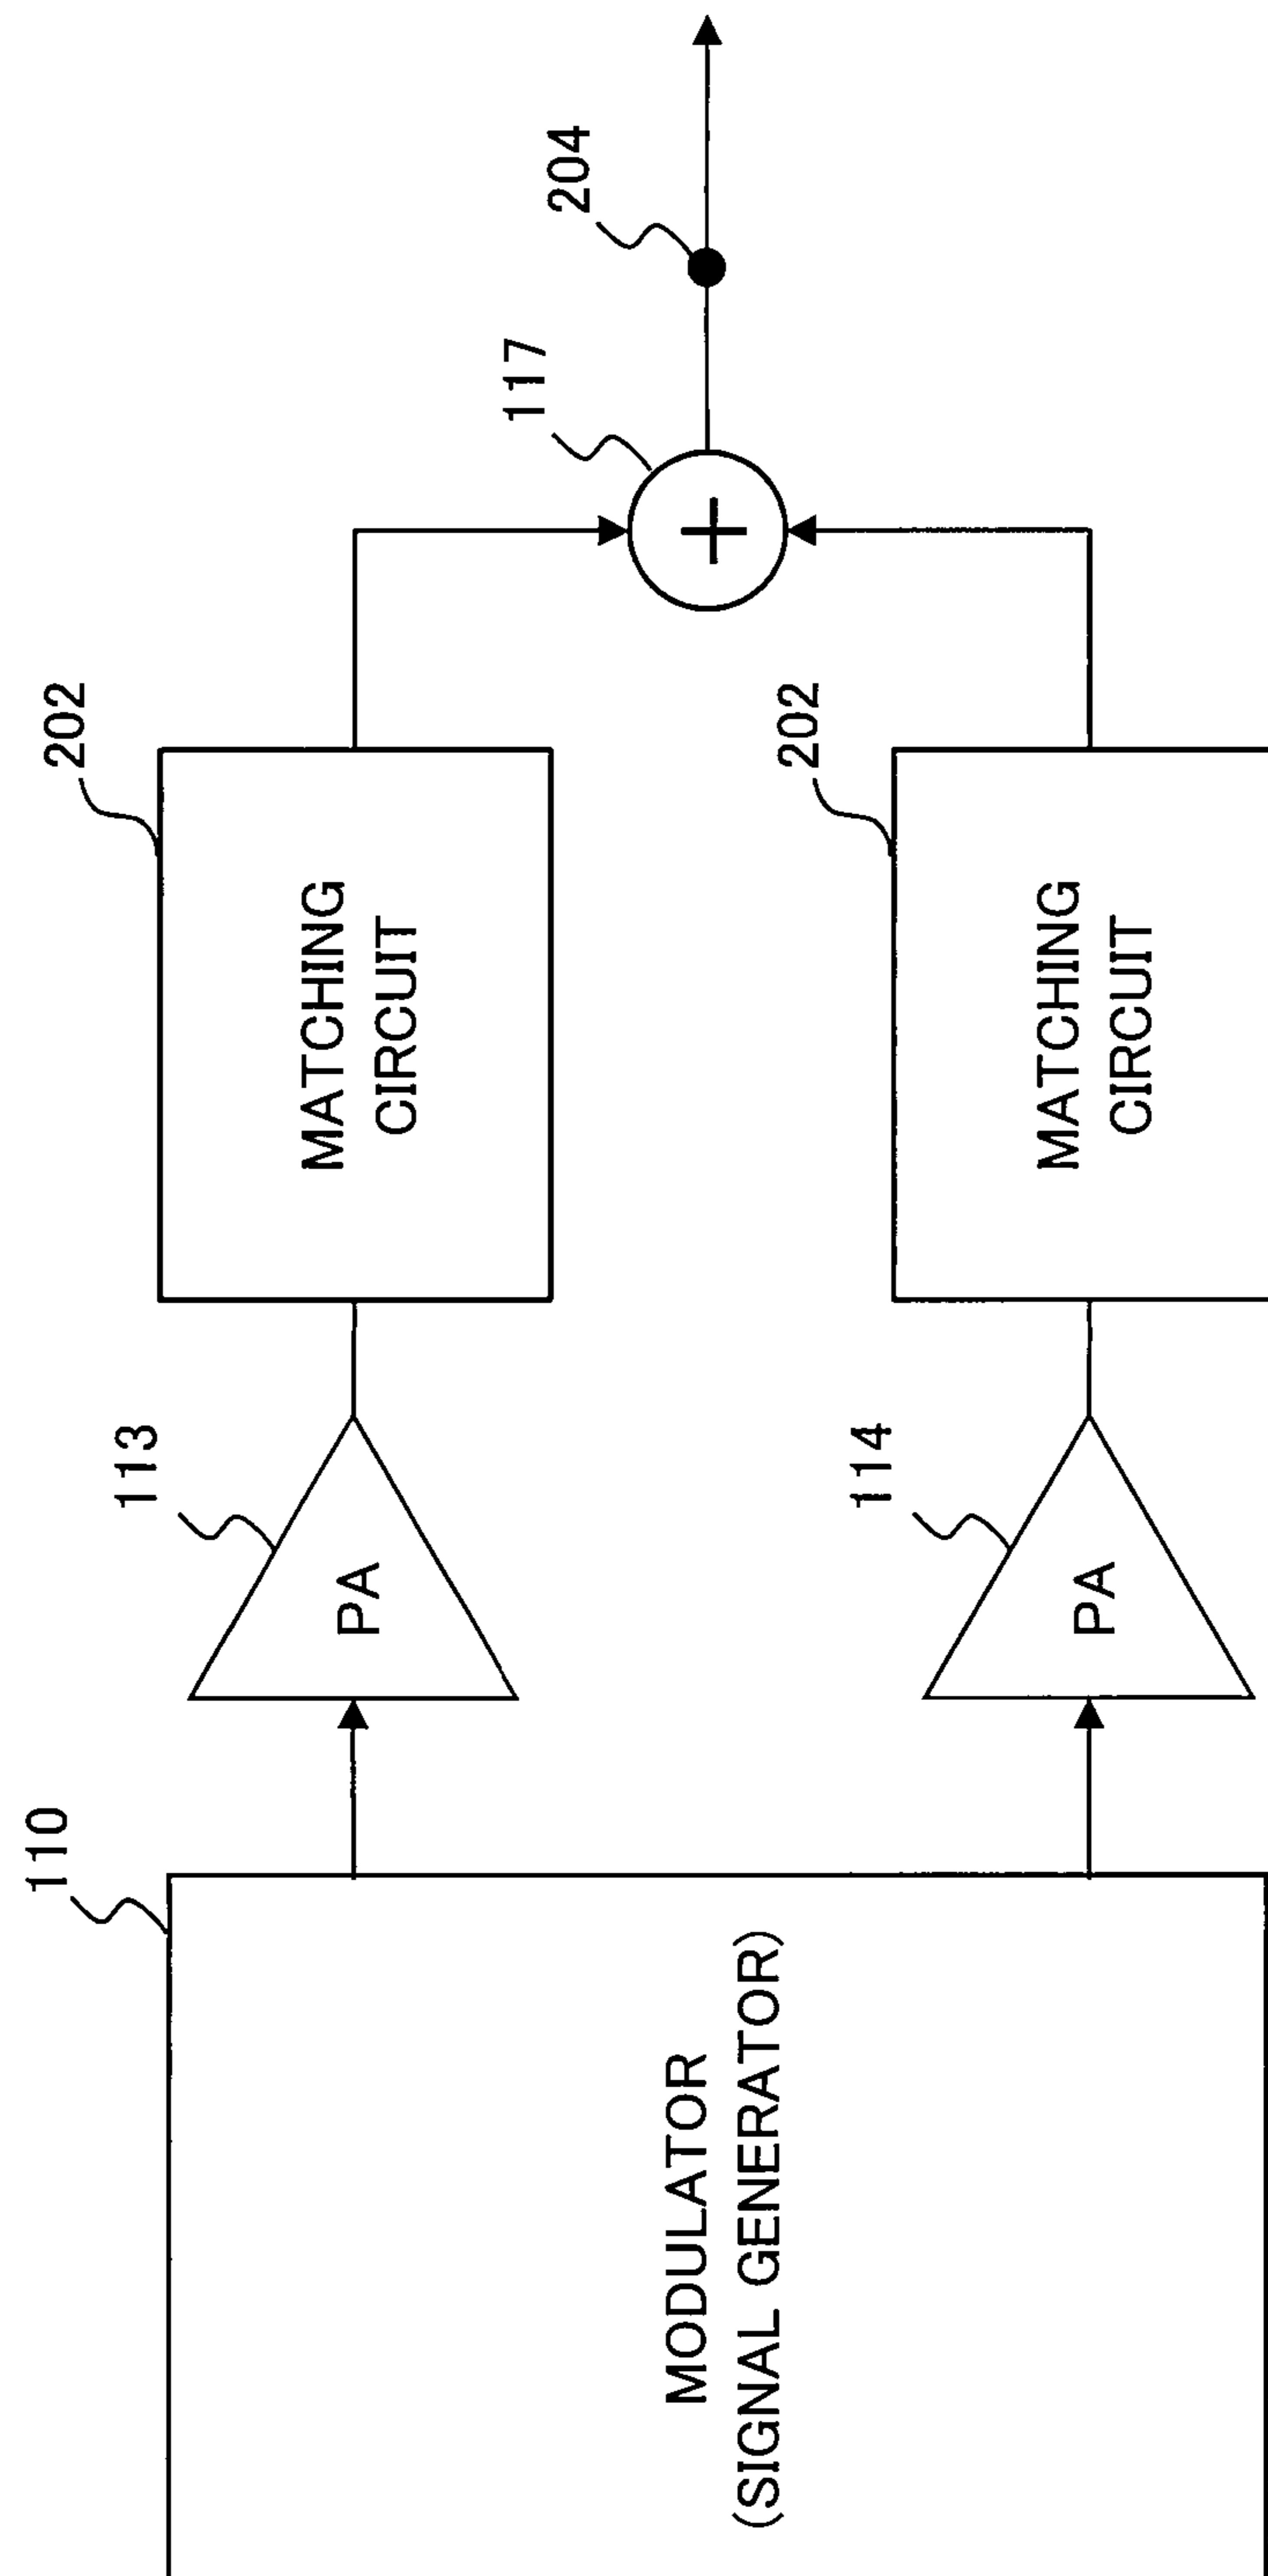 110
MODULATOR
(SIGNAL GENERATOR)
113
PA
202
MATCHING
CIRCUIT
114
PA
202
MATCHING
CIRCUIT
117
+
204